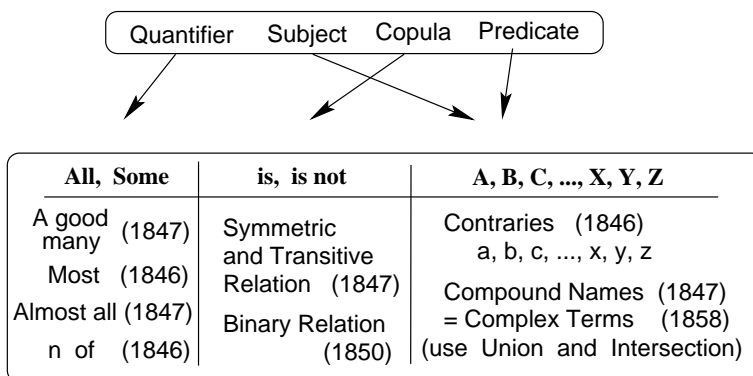 Quantifier Subject Copula Predicate
All, Some
is, is not
A, B, C, ..., X, Y, Z
A good
many (1847)
Most (1846)
Almost all (1847)
n of (1846)
Symmetric
and Transitive
Relation (1847)
Binary Relation
(1850)
Contraries (1846)
a, b, c, ..., x, y, z
Compound Names (1847)
= Complex Terms (1858)
(use Union and Intersection)